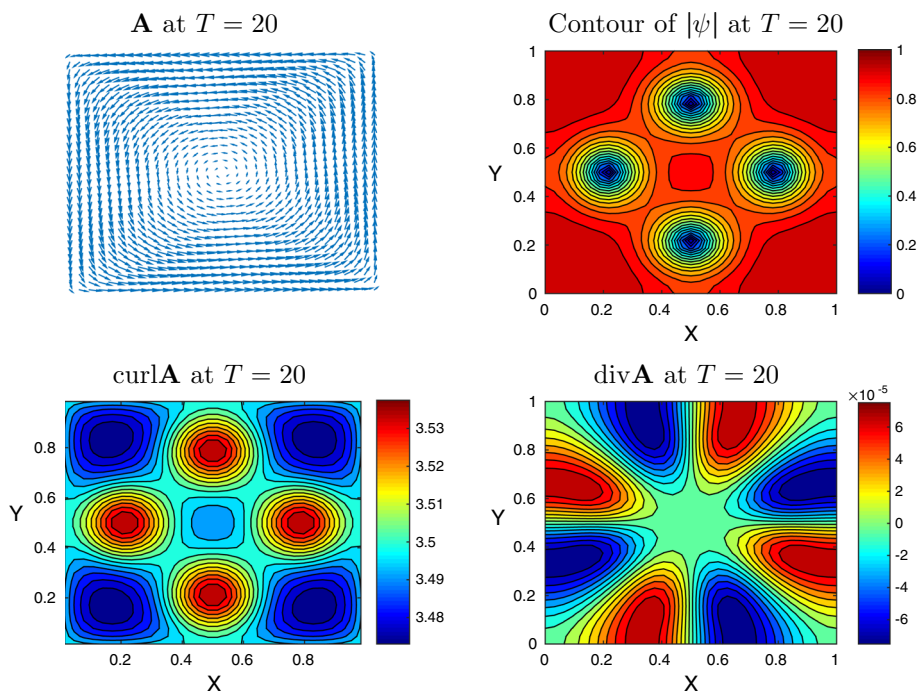 A at T = 20
Contour of |ψ| at T = 20
1
0.8
0.6
0.4
0.2
0
Y
0 0.2 0.4 0.6 0.8 1
X
1
0.8
0.6
0.4
0.2
0
curlA at T = 20
0.8
0.6
0.4
0.2
Y
0.2 0.4 0.6 0.8
X
3.53
3.52
3.51
3.5
3.49
3.48
divA at T = 20
1
0.8
0.6
0.4
0.2
0
Y
0 0.2 0.4 0.6 0.8 1
X
×10⁻⁵
6
4
2
0
-2
-4
-6